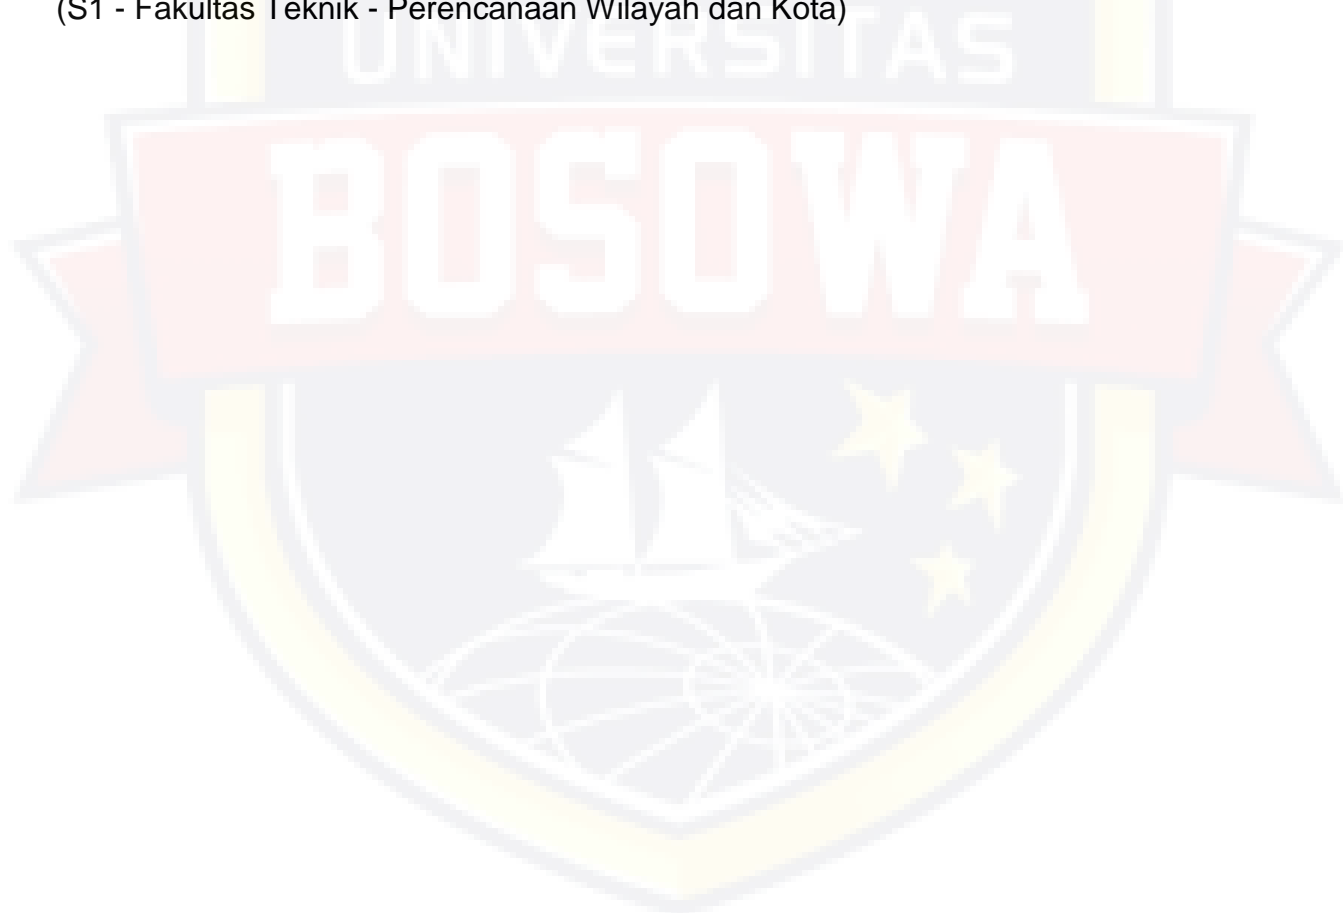 (S1 - Fakultas Teknik - Perencanaan Wilayah dan Kota)
UNIVERSITAS
BOSOWA